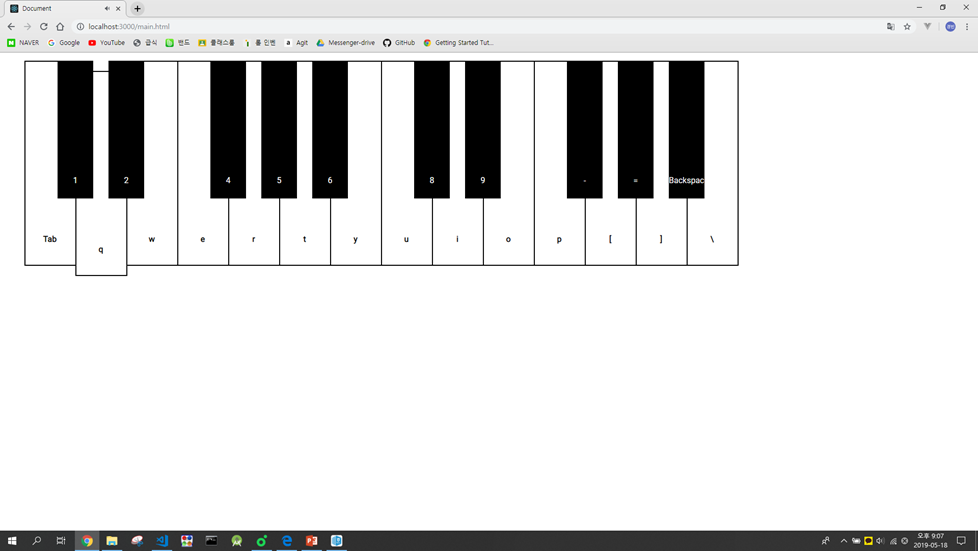 Document
localhost:3000/main.html
NAVER Google YouTube 급식 밴드 클래스룸 폼 인벤 Agit Messenger-drive GitHub Getting Started Tut...
1 2 4 5 6 8 9 - = Backspac
Tab q w e r t y u i o p [ ] \
오후 9:07
2019-05-18